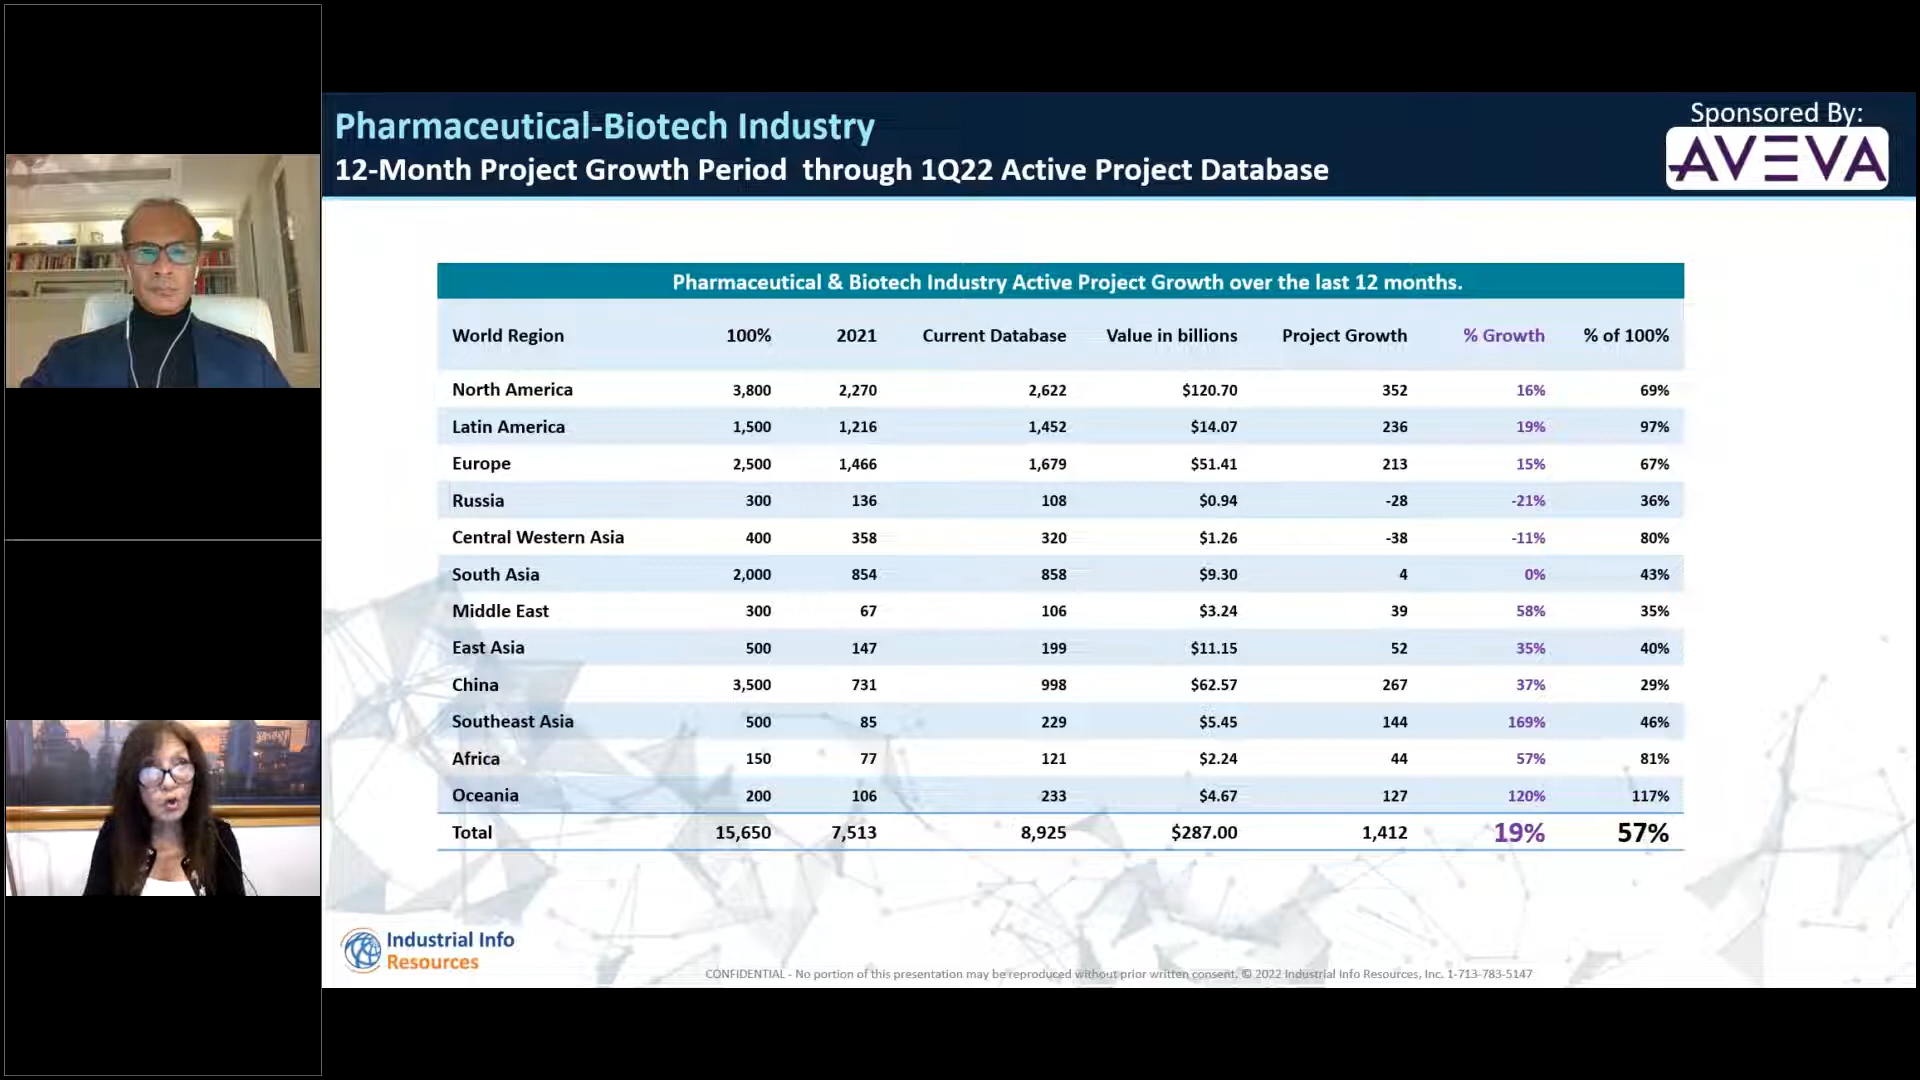 Pharmaceutical-Biotech Industry
12-Month Project Growth Period through 1Q22 Active Project Database
Sponsored By:
AVEVA
Pharmaceutical & Biotech Industry Active Project Growth over the last 12 months.
World Region 100% 2021 Current Database Value in billions Project Growth % Growth % of 100%
North America 3,800 2,270 2,622 $120.70 352 16% 69%
Latin America 1,500 1,216 1,452 $14.07 236 19% 97%
Europe 2,500 1,466 1,679 $51.41 213 15% 67%
Russia 300 136 108 $0.94 -28 -21% 36%
Central Western Asia 400 358 320 $1.26 -38 -11% 80%
South Asia 2,000 854 858 $9.30 4 0% 43%
Middle East 300 67 106 $3.24 39 58% 35%
East Asia 500 147 199 $11.15 52 35% 40%
China 3,500 731 998 $62.57 267 37% 29%
Southeast Asia 500 85 229 $5.45 144 169% 46%
Africa 150 77 121 $2.24 44 57% 81%
Oceania 200 106 233 $4.67 127 120% 117%
Total 15,650 7,513 8,925 $287.00 1,412 19% 57%
Industrial Info
Resources
CONFIDENTIAL - No portion of this presentation may be reproduced without prior written consent. © 2022 Industrial Info Resources, Inc. 1-713-783-5147